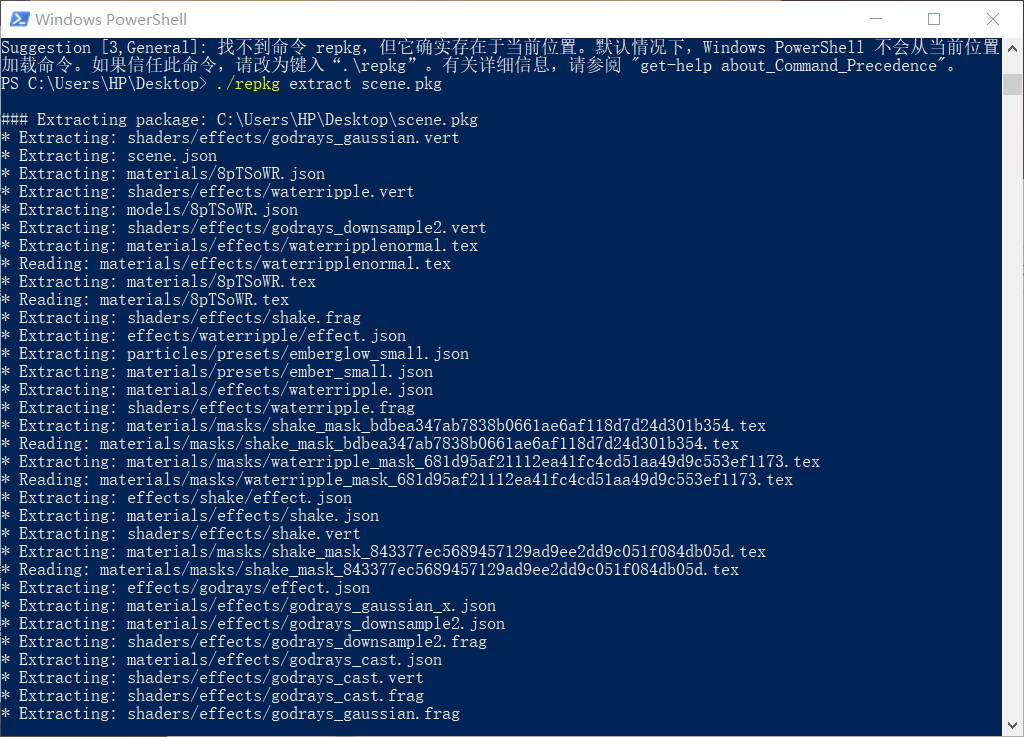 Windows PowerShell
Suggestion [3,General]: 找不到命令 repkg，但它确实存在于当前位置。默认情况下，Windows PowerShell 不会从当前位置
加载命令。如果信任此命令，请改为键入“.\repkg”。有关详细信息，请参阅 "get-help about_Command_Precedence"。
PS C:\Users\HP\Desktop> ./repkg extract scene.pkg
### Extracting package: C:\Users\HP\Desktop\scene.pkg
* Extracting: shaders/effects/godrays_gaussian.vert
* Extracting: scene.json
* Extracting: materials/8pTSoWR.json
* Extracting: shaders/effects/waterripple.vert
* Extracting: models/8pTSoWR.json
* Extracting: shaders/effects/godrays_downsample2.vert
* Extracting: materials/effects/waterripplenormal.tex
* Reading: materials/effects/waterripplenormal.tex
* Extracting: materials/8pTSoWR.tex
* Reading: materials/8pTSoWR.tex
* Extracting: shaders/effects/shake.frag
* Extracting: effects/waterripple/effect.json
* Extracting: particles/presets/emberglow_small.json
* Extracting: materials/presets/ember_small.json
* Extracting: materials/effects/waterripple.json
* Extracting: shaders/effects/waterripple.frag
* Extracting: materials/masks/shake_mask_bdbea347ab7838b0661ae6af118d7d24d301b354.tex
* Reading: materials/masks/shake_mask_bdbea347ab7838b0661ae6af118d7d24d301b354.tex
* Extracting: materials/masks/waterripple_mask_681d95af21112ea41fc4cd51aa49d9c553ef1173.tex
* Reading: materials/masks/waterripple_mask_681d95af21112ea41fc4cd51aa49d9c553ef1173.tex
* Extracting: effects/shake/effect.json
* Extracting: materials/effects/shake.json
* Extracting: shaders/effects/shake.vert
* Extracting: materials/masks/shake_mask_843377ec5689457129ad9ee2dd9c051f084db05d.tex
* Reading: materials/masks/shake_mask_843377ec5689457129ad9ee2dd9c051f084db05d.tex
* Extracting: effects/godrays/effect.json
* Extracting: materials/effects/godrays_gaussian_x.json
* Extracting: materials/effects/godrays_downsample2.json
* Extracting: shaders/effects/godrays_downsample2.frag
* Extracting: materials/effects/godrays_cast.json
* Extracting: shaders/effects/godrays_cast.vert
* Extracting: shaders/effects/godrays_cast.frag
* Extracting: shaders/effects/godrays_gaussian.frag